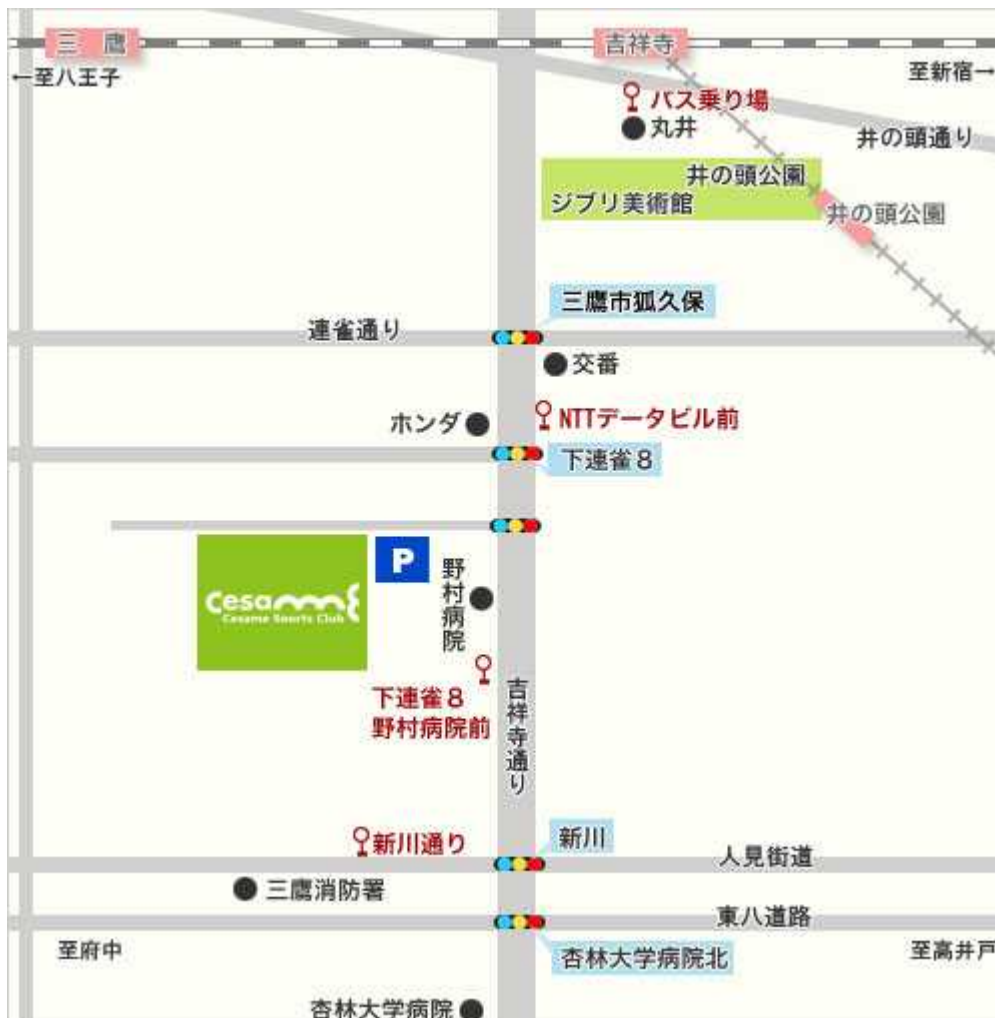 三　鷹
吉祥寺
←至八王子
至新宿→
バス乗り場
丸井
井の頭通り
井の頭公園
ジブリ美術館
井の頭公園
三鷹市狐久保
連雀通り
交番
ホンダ
NTTデータビル前
下連雀８
P
野村病院
Cesame
Cesame Sports Club
下連雀８
野村病院前
吉祥寺通り
新川通り
新川
人見街道
三鷹消防署
東八道路
至府中
杏林大学病院北
至高井戸
杏林大学病院